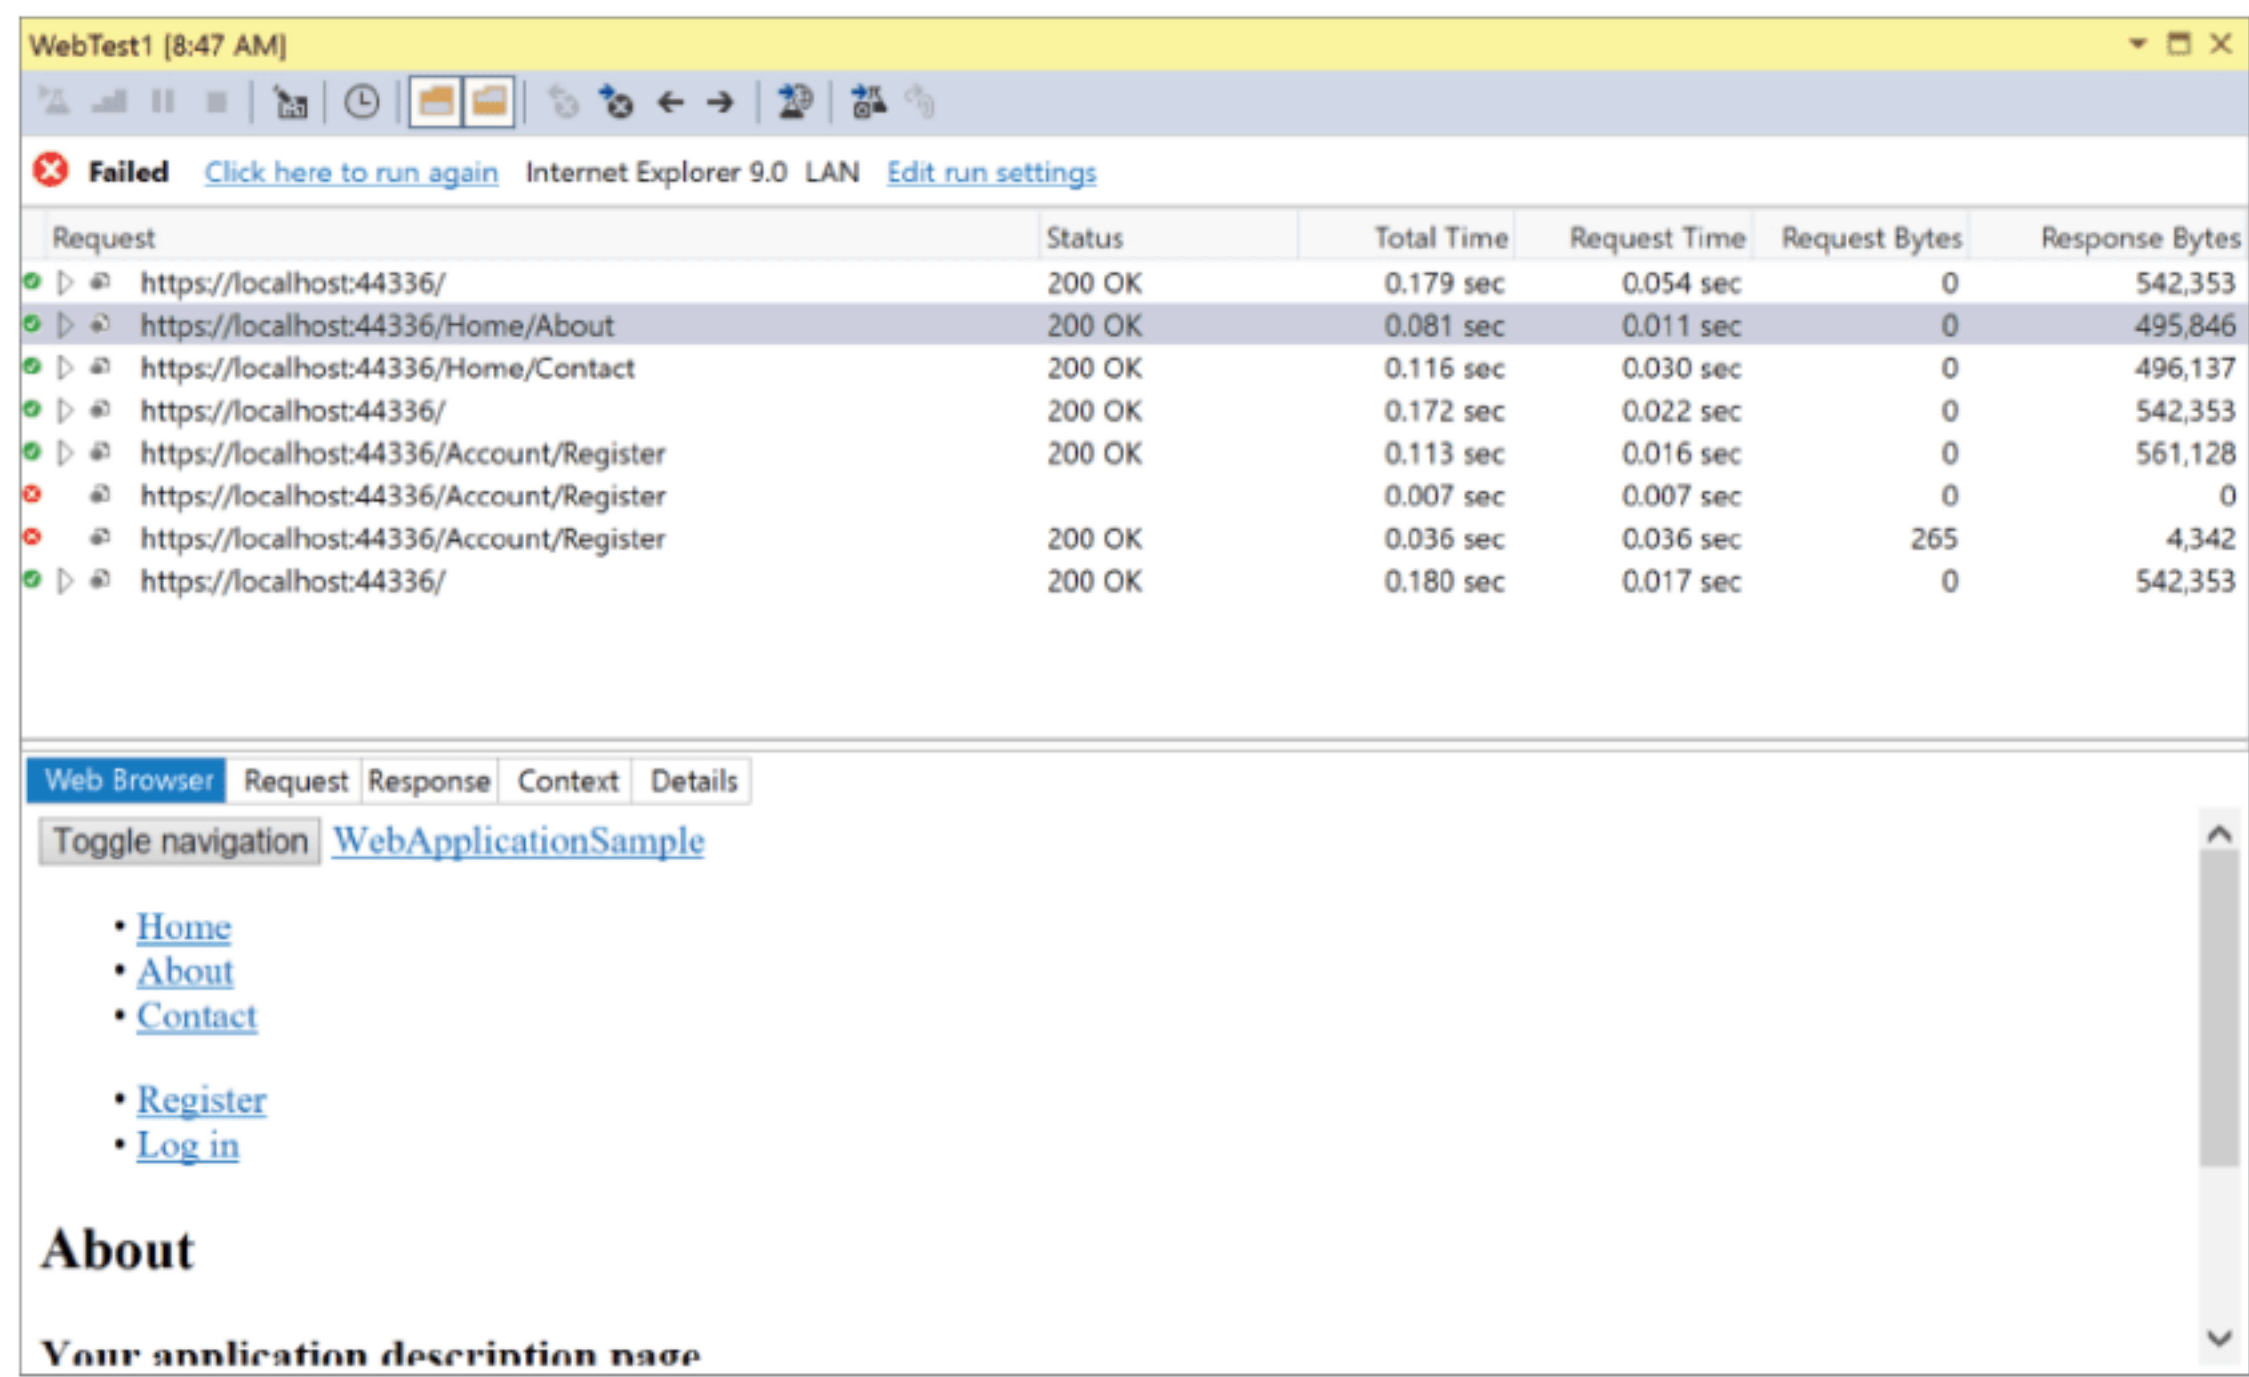 WebTest1 [8:47 AM]
Failed Click here to run again Internet Explorer 9.0 LAN Edit run settings
Request Status Total Time Request Time Request Bytes Response Bytes
https://localhost:44336/ 200 OK 0.179 sec 0.054 sec 0 542,353
https://localhost:44336/Home/About 200 OK 0.081 sec 0.011 sec 0 495,846
https://localhost:44336/Home/Contact 200 OK 0.116 sec 0.030 sec 0 496,137
https://localhost:44336/ 200 OK 0.172 sec 0.022 sec 0 542,353
https://localhost:44336/Account/Register 200 OK 0.113 sec 0.016 sec 0 561,128
https://localhost:44336/Account/Register 0.007 sec 0.007 sec 0 0
https://localhost:44336/Account/Register 200 OK 0.036 sec 0.036 sec 265 4,342
https://localhost:44336/ 200 OK 0.180 sec 0.017 sec 0 542,353
Web Browser Request Response Context Details
Toggle navigation WebApplicationSample
• Home
• About
• Contact
• Register
• Log in
About
Your application description page